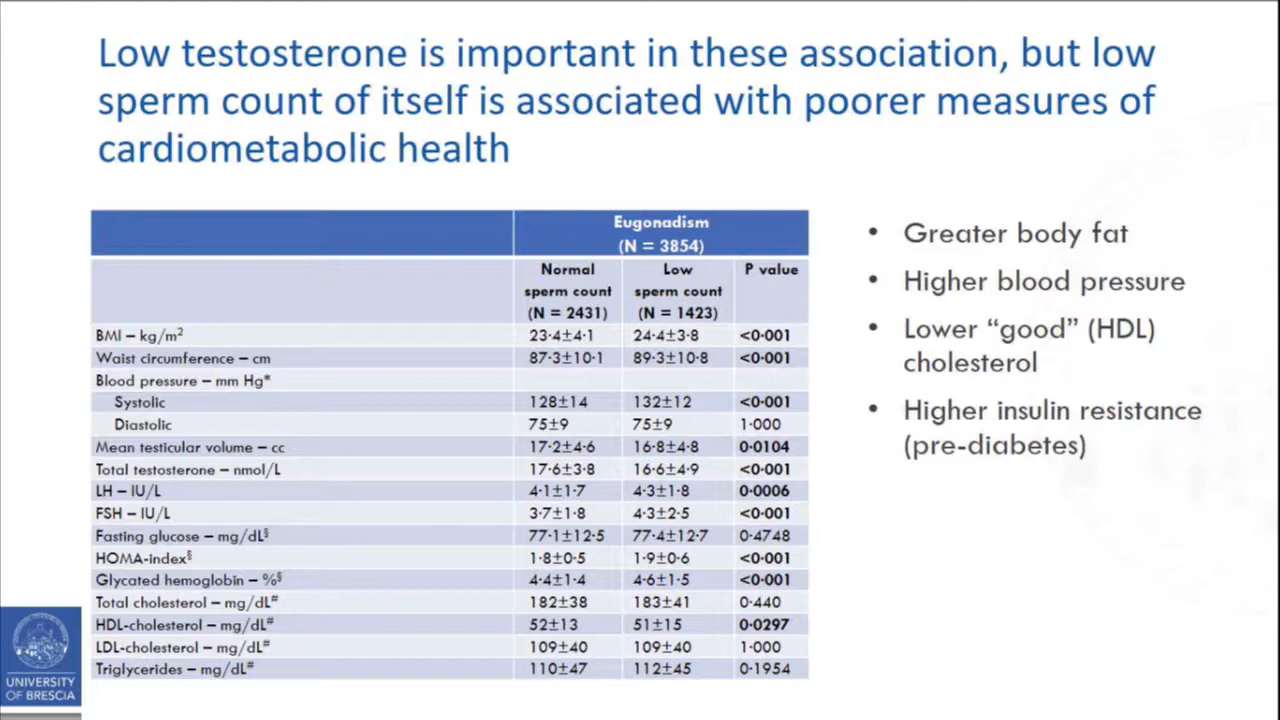 Low testosterone is important in these association, but low
sperm count of itself is associated with poorer measures of
cardiometabolic health
Eugonadism
(N = 3854)
Normal sperm count (N = 2431) Low sperm count (N = 1423) P value
BMI – kg/m² 23·4±4·1 24·4±3·8 <0·001
Waist circumference – cm 87·3±10·1 89·3±10·8 <0·001
Blood pressure – mm Hg*
Systolic 128±14 132±12 <0·001
Diastolic 75±9 75±9 1·000
Mean testicular volume – cc 17·2±4·6 16·8±4·8 0·0104
Total testosterone – nmol/L 17·6±3·8 16·6±4·9 <0·001
LH – IU/L 4·1±1·7 4·3±1·8 0·0006
FSH – IU/L 3·7±1·8 4·3±2·5 <0·001
Fasting glucose – mg/dL§ 77·1±12·5 77·4±12·7 0·4748
HOMA-index§ 1·8±0·5 1·9±0·6 <0·001
Glycated hemoglobin – %§ 4·4±1·4 4·6±1·5 <0·001
Total cholesterol – mg/dL# 182±38 183±41 0·440
HDL-cholesterol – mg/dL# 52±13 51±15 0·0297
LDL-cholesterol – mg/dL# 109±40 109±40 1·000
Triglycerides – mg/dL# 110±47 112±45 0·1954
• Greater body fat
• Higher blood pressure
• Lower “good” (HDL)
cholesterol
• Higher insulin resistance
(pre-diabetes)
UNIVERSITY
OF BRESCIA